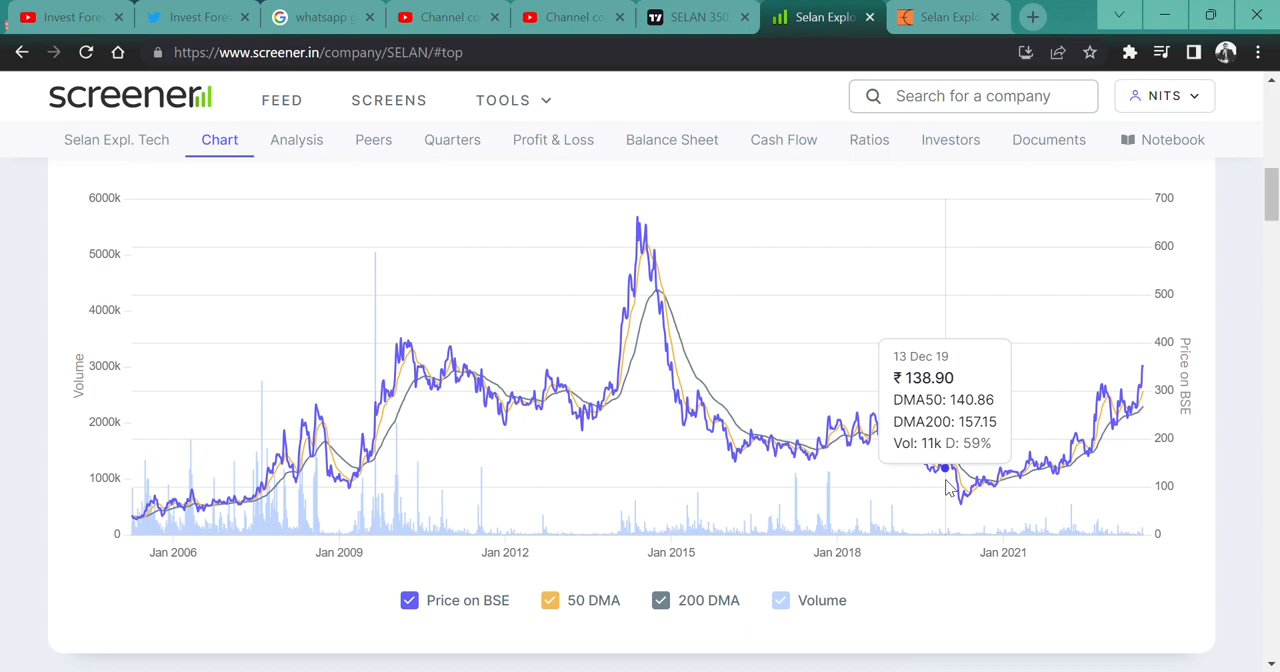 Invest Fore
Invest Fore
whatsapp g
Channel co
Channel co
SELAN 350
Selan Explo
Selan Explo
https://www.screener.in/company/SELAN/#top
screener
FEED
SCREENS
TOOLS
Search for a company
NITS
Selan Expl. Tech
Chart
Analysis
Peers
Quarters
Profit & Loss
Balance Sheet
Cash Flow
Ratios
Investors
Documents
Notebook
6000k
700
600
5000k
500
4000k
400
3000k
300
2000k
200
1000k
100
0
0
Volume
Price on BSE
13 Dec 19
₹ 138.90
DMA50: 140.86
DMA200: 157.15
Vol: 11k D: 59%
Jan 2006
Jan 2009
Jan 2012
Jan 2015
Jan 2018
Jan 2021
Price on BSE
50 DMA
200 DMA
Volume